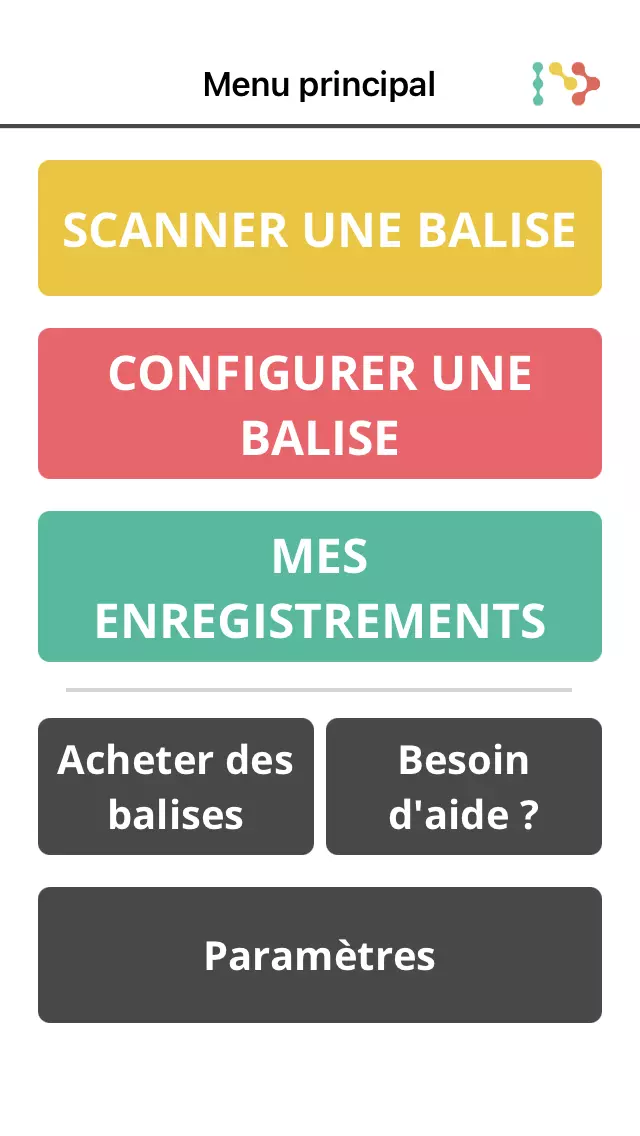 Menu principal
SCANNER UNE BALISE
CONFIGURER UNE
BALISE
MES
ENREGISTREMENTS
Acheter des
balises
Besoin
d'aide ?
Paramètres